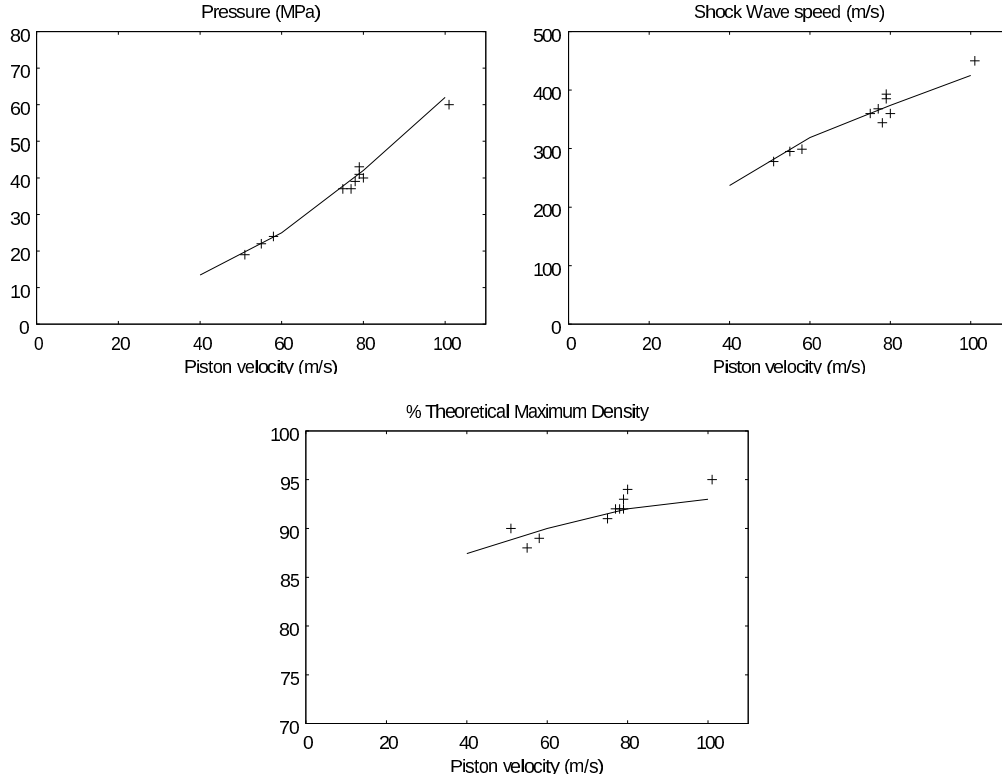 Pressure (MPa)
80
70
60
50
40
30
20
10
0
0 20 40 60 80 100
Piston velocity (m/s)
Shock Wave speed (m/s)
500
400
300
200
100
0
0 20 40 60 80 100
Piston velocity (m/s)
% Theoretical Maximum Density
100
95
90
85
80
75
70
0 20 40 60 80 100
Piston velocity (m/s)